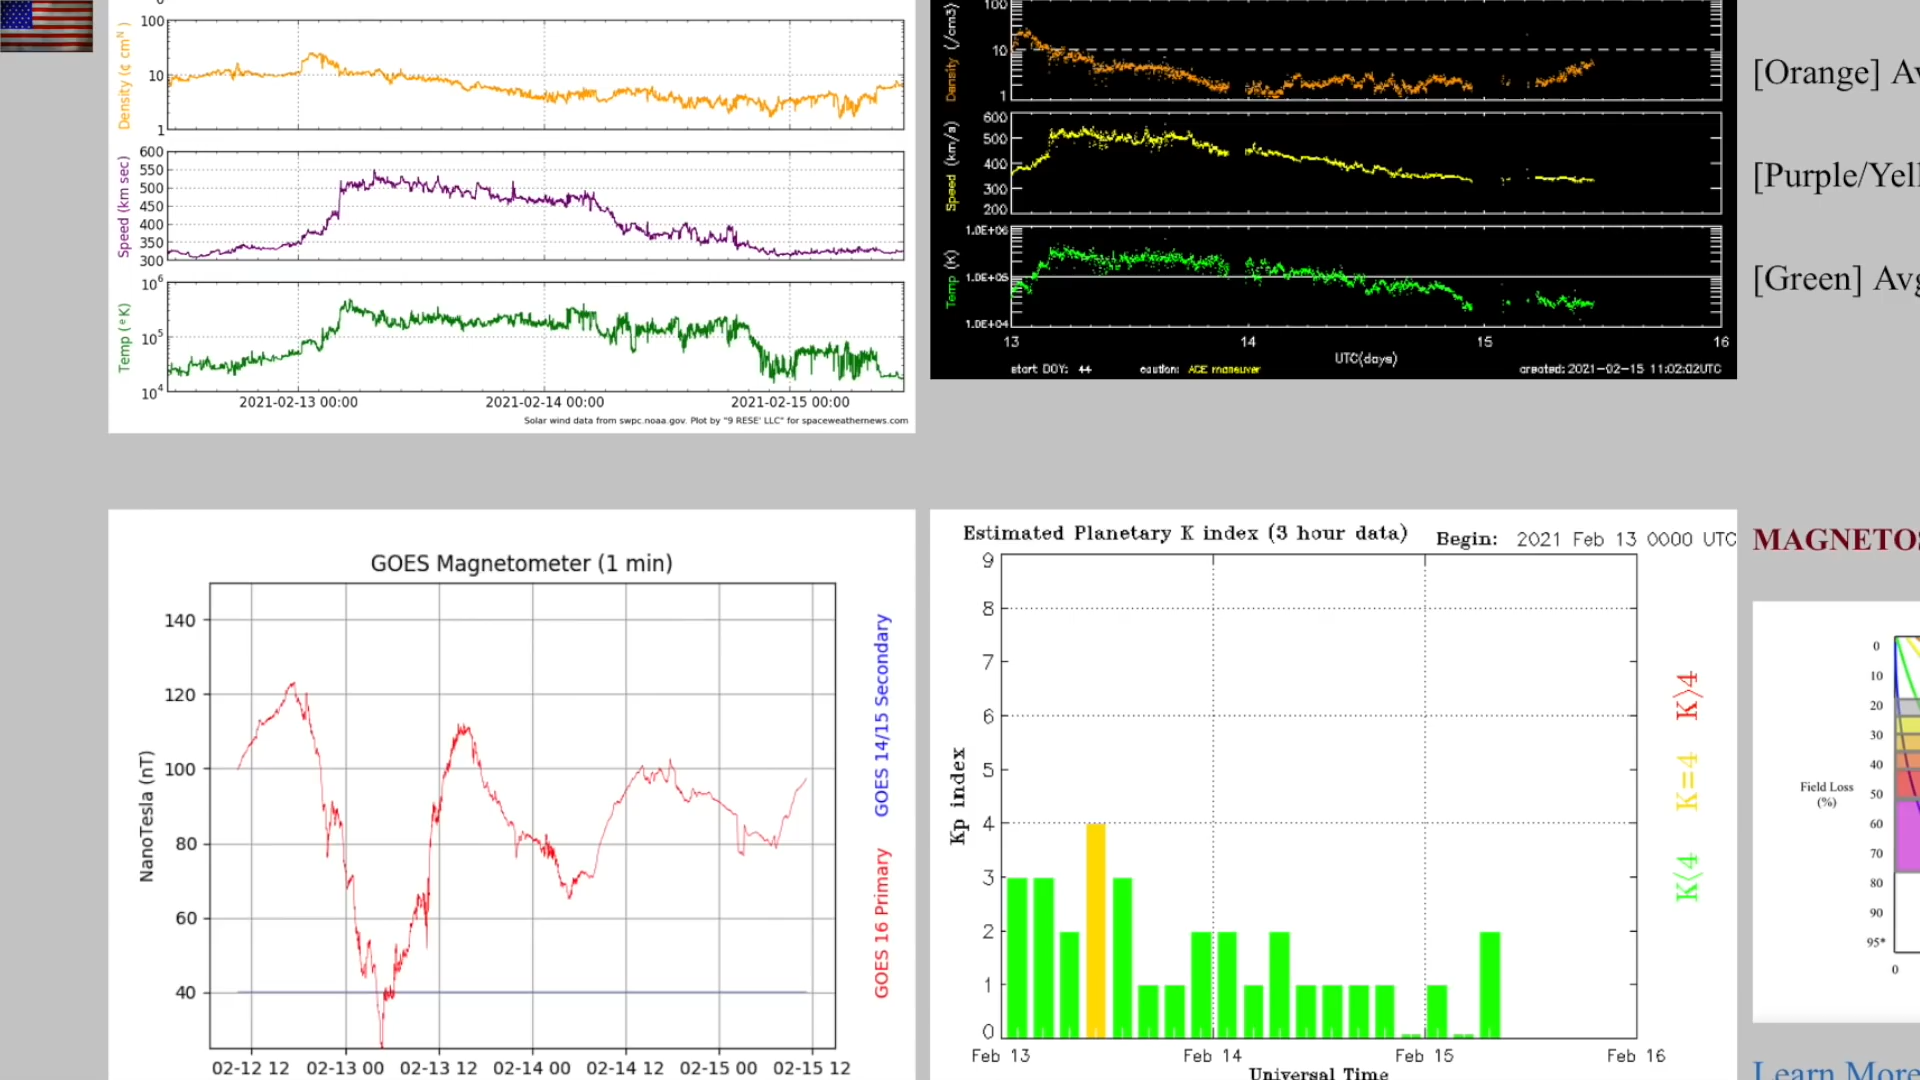 100
10
1
Density (¢ cmᴺ)
600
550
500
450
400
350
300
Speed (km sec)
10⁶
10⁵
10⁴
Temp (°K)
2021-02-13 00:00
2021-02-14 00:00
2021-02-15 00:00
Solar wind data from swpc.noaa.gov. Plot by "9 RESE' LLC" for spaceweathernews.com
100
10
1
Density (/cm3)
600
500
400
300
200
Speed (km/s)
1.0E+06
1.0E+05
1.0E+04
Temp (K)
13
14
15
16
UTC(days)
start DOY: 44
caution: ACE maneuver
created:2021-02-15 11:02:02UTC
[Orange] Av
[Purple/Yell
[Green] Avg
GOES Magnetometer (1 min)
140
120
100
80
60
40
NanoTesla (nT)
GOES 14/15 Secondary
GOES 16 Primary
02-12 12
02-13 00
02-13 12
02-14 00
02-14 12
02-15 00
02-15 12
Estimated Planetary K index (3 hour data)
Begin: 2021 Feb 13 0000 UTC
9
8
7
6
5
4
3
2
1
0
Kp index
K>4
K=4
K<4
Feb 13
Feb 14
Feb 15
Feb 16
Universal Time
MAGNETOS
0
10
20
30
40
50
60
70
80
90
95*
Field Loss
(%)
0
Learn More